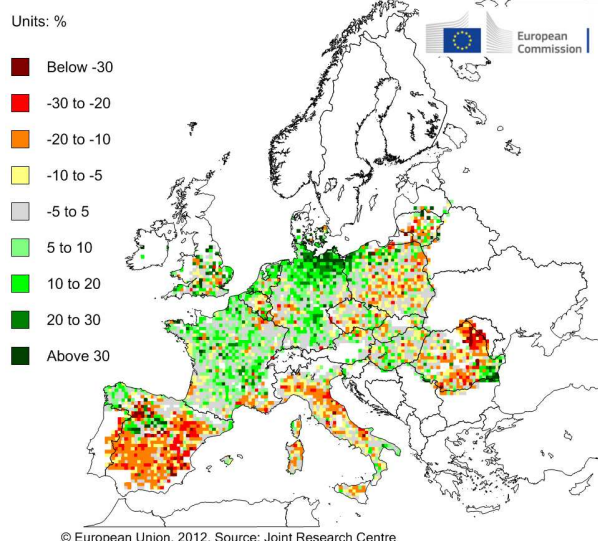 Units: %
European
Commission
Below -30
-30 to -20
-20 to -10
-10 to -5
-5 to 5
5 to 10
10 to 20
20 to 30
Above 30
© European Union, 2012. Source: Joint Research Centre